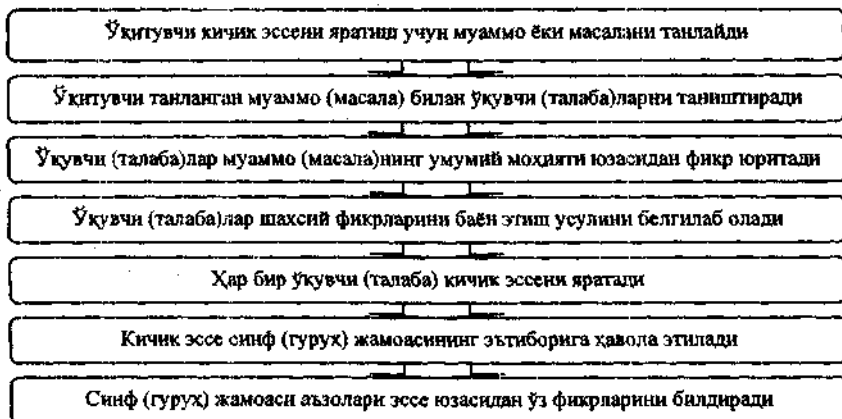 Ўқитувчи кичик эссени яратиш учун муаммо ёки масалани танлайди
Ўқитувчи танланган муаммо (масала) билан ўқувчи (талаба)ларни таништиради
Ўқувчи (талаба)лар муаммо (масала)нинг умумий моҳияти юзасидан фикр юритади
Ўқувчи (талаба)лар шахсий фикрларини баён этиш усулини белгилаб олади
Ҳар бир ўқувчи (талаба) кичик эссени яратади
Кичик эссе синф (гуруҳ) жамоасининг эътиборига ҳавола этилади
Синф (гуруҳ) жамоаси аъзолари эссе юзасидан ўз фикрларини билдиради